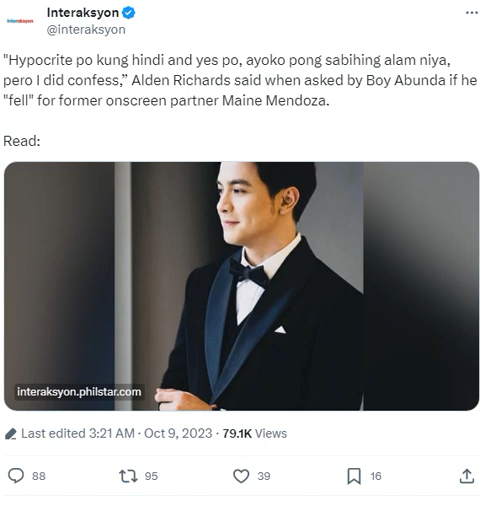 Interaksyon
@interaksyon
"Hypocrite po kung hindi and yes po, ayoko pong sabihing alam niya,
pero I did confess,” Alden Richards said when asked by Boy Abunda if he
"fell" for former onscreen partner Maine Mendoza.
Read:
interaksyon.philstar.com
Last edited 3:21 AM · Oct 9, 2023 · 79.1K Views
88 95 39 16